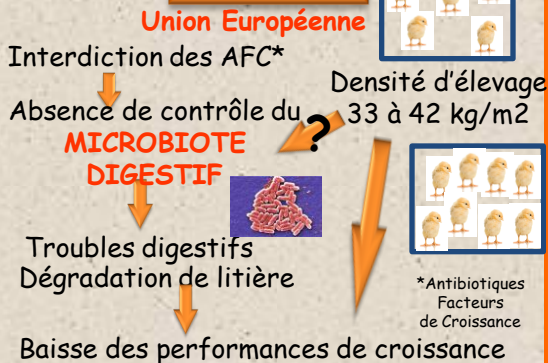 Union Européenne
Interdiction des AFC*
Absence de contrôle du
MICROBIOTE
DIGESTIF
?
Densité d'élevage
33 à 42 kg/m2
Troubles digestifs
Dégradation de litière
*Antibiotiques
Facteurs
de Croissance
Baisse des performances de croissance